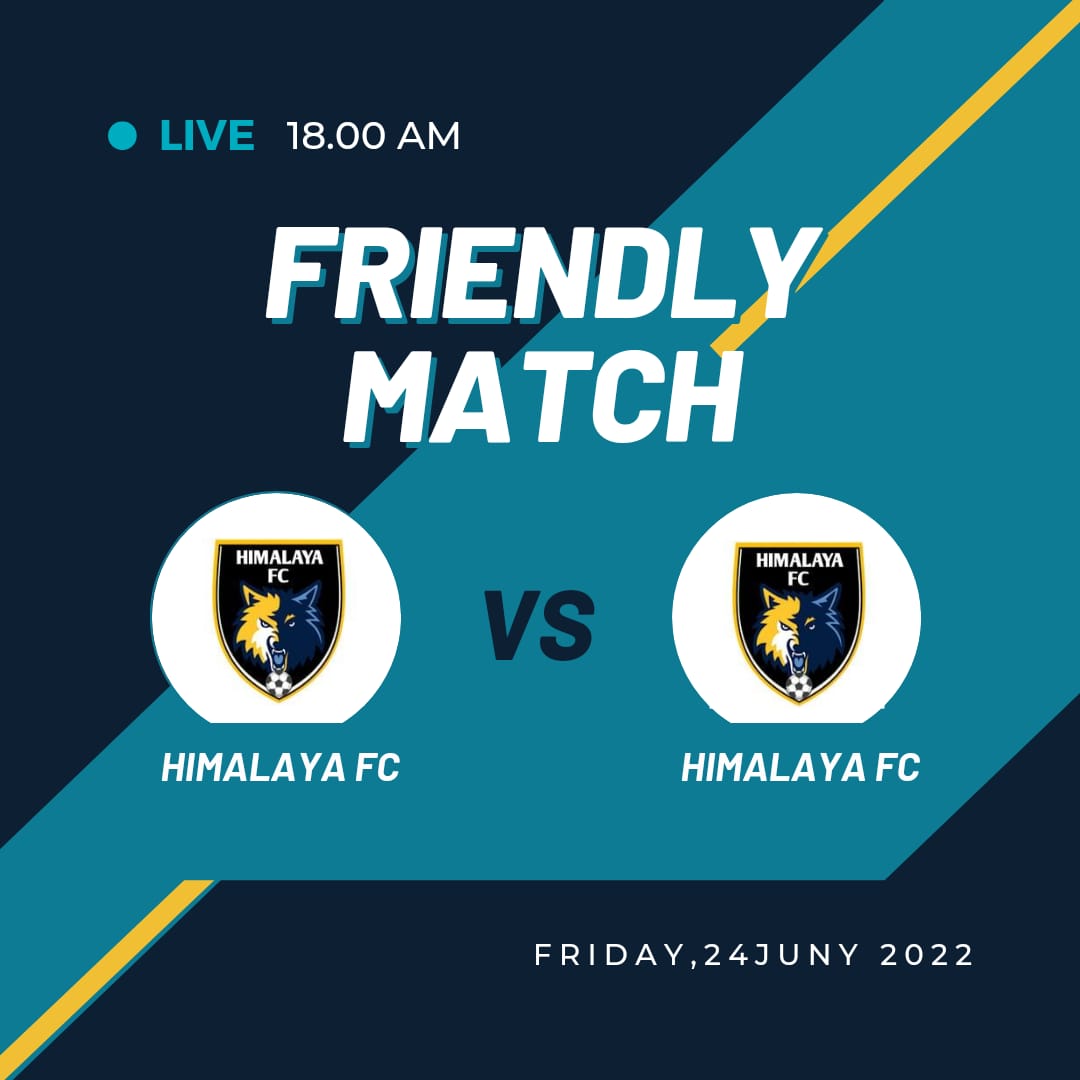 LIVE 18.00 AM
FRIENDLY
MATCH
HIMALAYA
FC
HIMALAYA
FC
VS
HIMALAYA FC
HIMALAYA FC
FRIDAY,24JUNY 2022